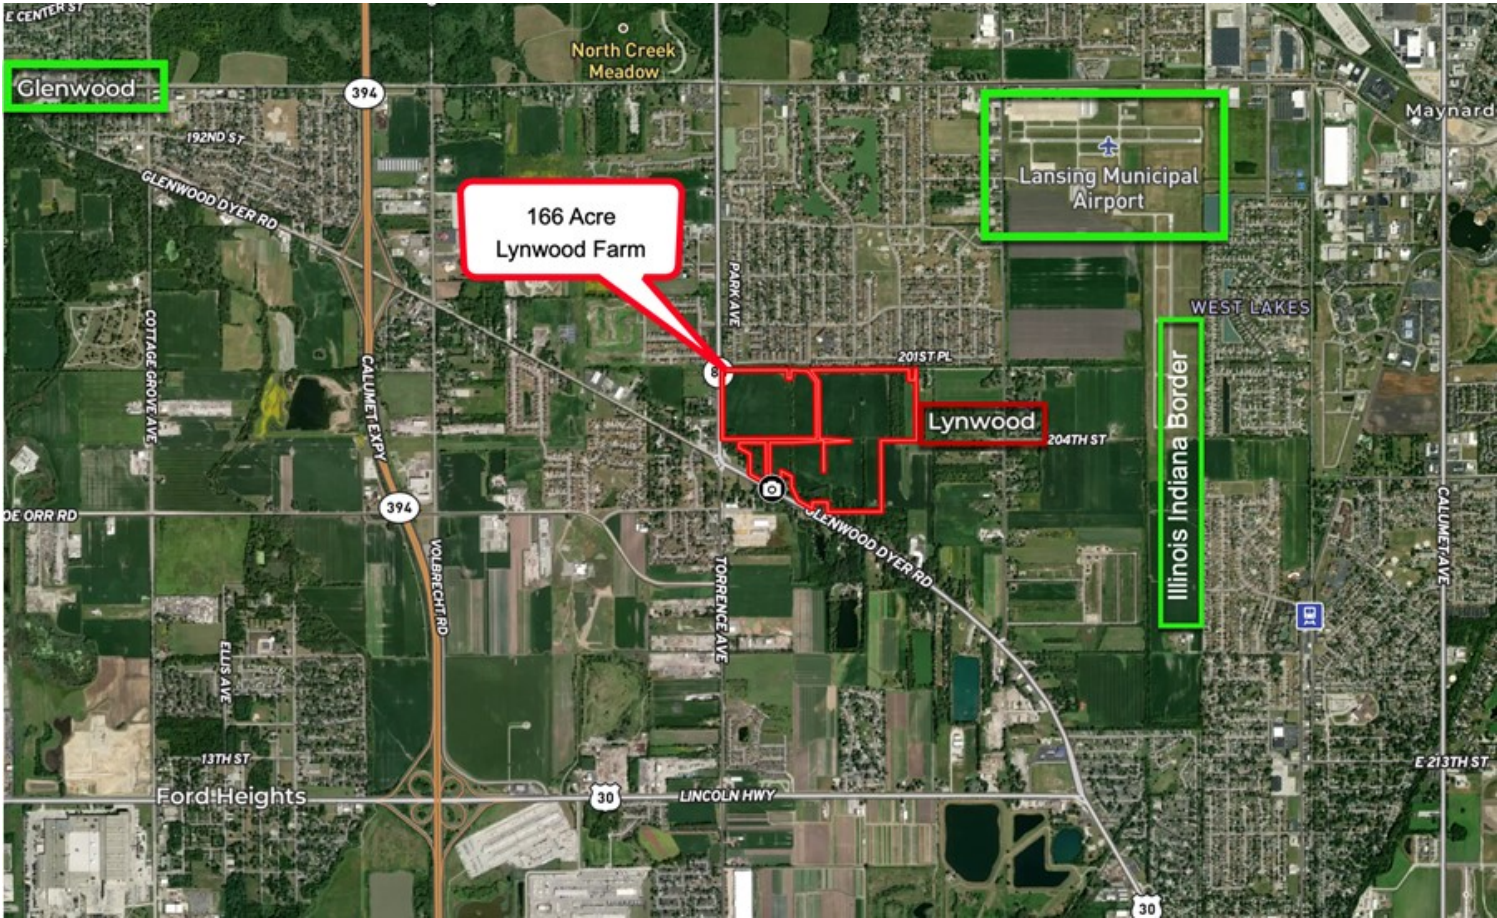 E CENTER ST
North Creek
Meadow
Glenwood
394
Maynard
192ND ST
GLENWOOD DYER RD
Lansing Municipal
Airport
166 Acre
Lynwood Farm
PARK AVE
WEST LAKES
COTTAGE GROVE AVE
CALUMET EXPY
201ST PL
8
Lynwood
204TH ST
Illinois Indiana Border
CALUMET AVE
394
OE ORR RD
GLENWOOD DYER RD
VOLBRECHT RD
TORRENCE AVE
ELLIS AVE
13TH ST
E 213TH ST
Ford Heights
30
LINCOLN HWY
30